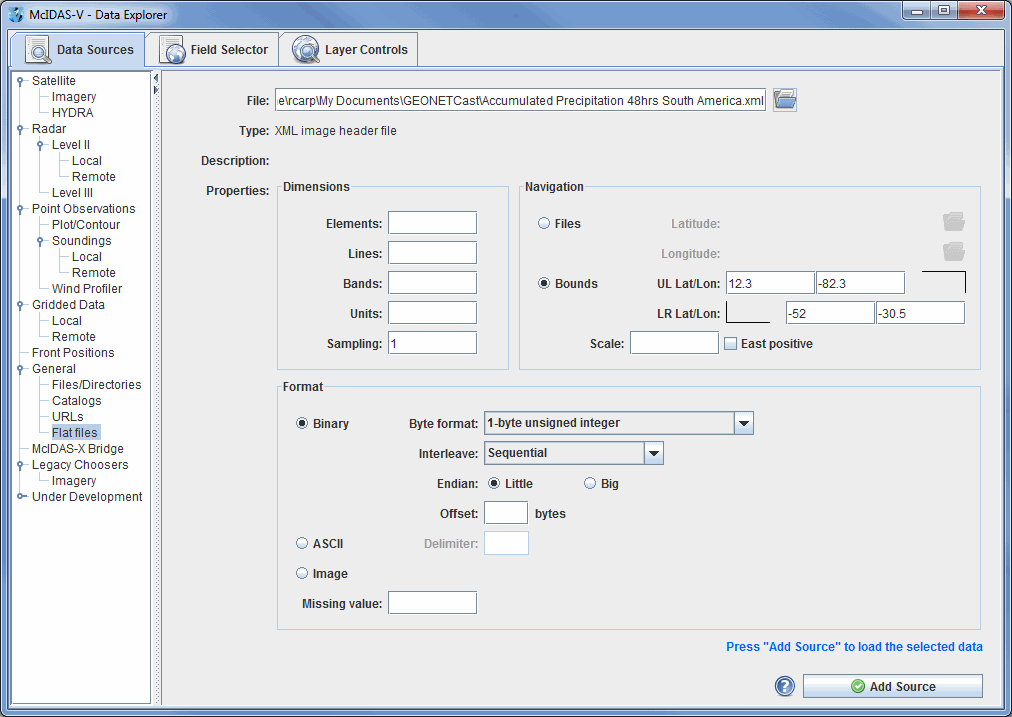 McIDAS-V - Data Explorer
Data Sources
Field Selector
Layer Controls
Satellite
Imagery
HYDRA
Radar
Level II
Local
Remote
Level III
Point Observations
Plot/Contour
Soundings
Local
Remote
Wind Profiler
Gridded Data
Local
Remote
Front Positions
General
Files/Directories
Catalogs
URLs
Flat files
McIDAS-X Bridge
Legacy Choosers
Imagery
Under Development
File: e\rcarp\My Documents\GEONETCast\Accumulated Precipitation 48hrs South America.xml
Type: XML image header file
Description:
Properties:
Dimensions
Elements:
Lines:
Bands:
Units:
Sampling: 1
Navigation
Files Latitude:
Longitude:
Bounds UL Lat/Lon: 12.3 -82.3
LR Lat/Lon: -52 -30.5
Scale: East positive
Format
Binary Byte format: 1-byte unsigned integer
Interleave: Sequential
Endian: Little Big
Offset: bytes
ASCII Delimiter:
Image
Missing value:
Press "Add Source" to load the selected data
? Add Source